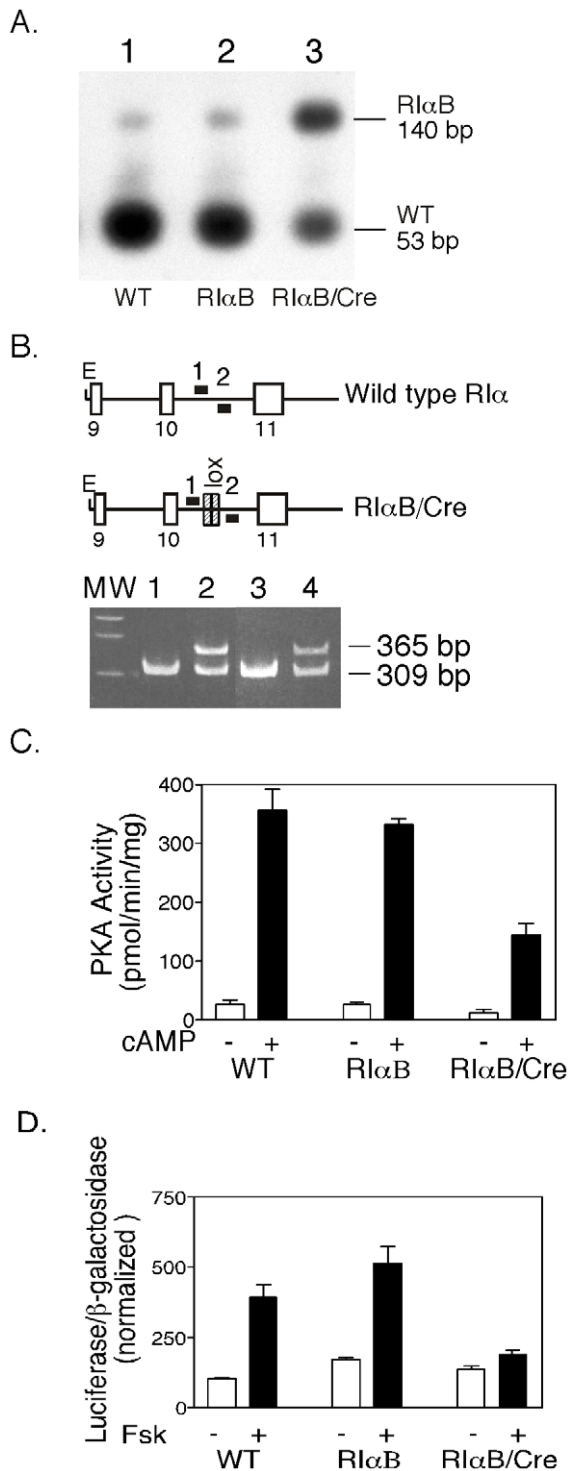 A.
1 2 3
RIαB
140 bp
WT
53 bp
WT RIαB RIαB/Cre
B.
E 1 2
Wild type RIα
9 10 11
E 1 lox 2
RIαB/Cre
9 10 11
MW 1 2 3 4
365 bp
309 bp
C.
PKA Activity
(pmol/min/mg)
400
300
200
100
0
cAMP - + - + - +
WT RIαB RIαB/Cre
D.
Luciferase/β-galactosidase
(normalized )
750
500
250
0
Fsk - + - + - +
WT RIαB RIαB/Cre